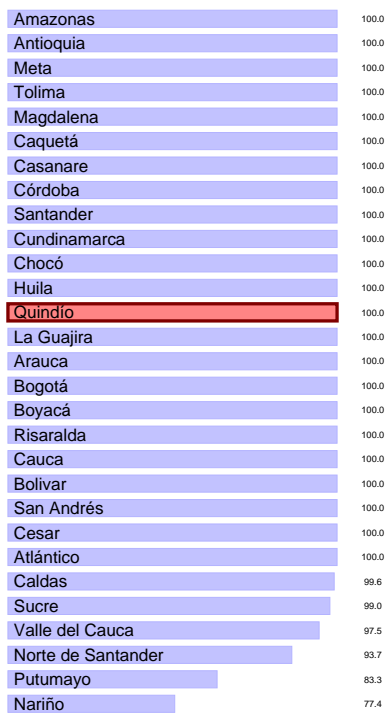 Amazonas 100.0
Antioquia 100.0
Meta 100.0
Tolima 100.0
Magdalena 100.0
Caquetá 100.0
Casanare 100.0
Córdoba 100.0
Santander 100.0
Cundinamarca 100.0
Chocó 100.0
Huila 100.0
Quindío 100.0
La Guajira 100.0
Arauca 100.0
Bogotá 100.0
Boyacá 100.0
Risaralda 100.0
Cauca 100.0
Bolivar 100.0
San Andrés 100.0
Cesar 100.0
Atlántico 100.0
Caldas 99.6
Sucre 99.0
Valle del Cauca 97.5
Norte de Santander 93.7
Putumayo 83.3
Nariño 77.4